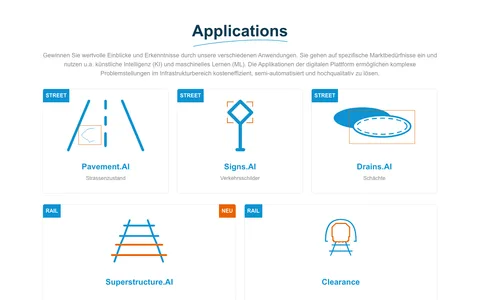 Applications
Gewinnen Sie wertvolle Einblicke und Erkenntnisse durch unsere verschiedenen Anwendungen. Sie gehen auf spezifische Marktbedürfnisse ein und
nutzen u.a. künstliche Intelligenz (KI) und maschinelles Lernen (ML). Die Applikationen der digitalen Plattform ermöglichen komplexe
Problemstellungen im Infrastrukturbereich kosteneffizient, semi-automatisiert und hochqualitativ zu lösen.
STREET
STREET
STREET
Pavement.AI
Signs.AI
Drains.AI
Strassenzustand
Verkehrsschilder
Schächte
RAIL
NEU
RAIL
Superstructure.AI
Clearance